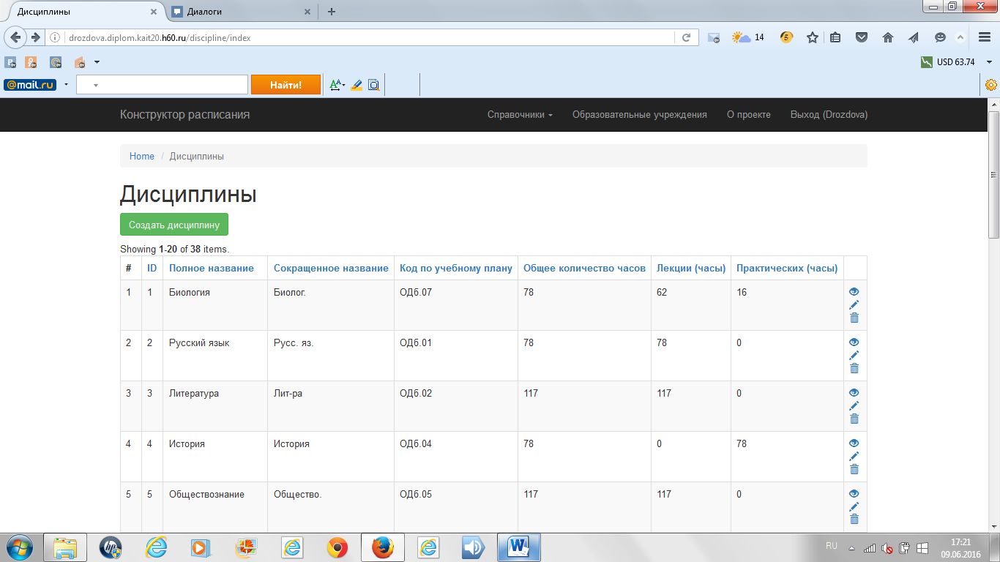 Дисциплины
Диалоги
drozdova.diplom.kait20.h60.ru/discipline/index
14
5
USD 63.74
@mail.ru
Найти!
Конструктор расписания Справочники Образовательные учреждения О проекте Выход (Drozdova)
Home / Дисциплины
Дисциплины
Создать дисциплину
Showing 1-20 of 38 items.
# ID Полное название Сокращенное название Код по учебному плану Общее количество часов Лекции (часы) Практических (часы)
1 1 Биология Биолог. ОДб.07 78 62 16
2 2 Русский язык Русс. яз. ОДб.01 78 78 0
3 3 Литература Лит-ра ОДб.02 117 117 0
4 4 История История ОДб.04 78 0 78
5 5 Обществознание Общество. ОДб.05 117 117 0
RU
17:21
09.06.2016